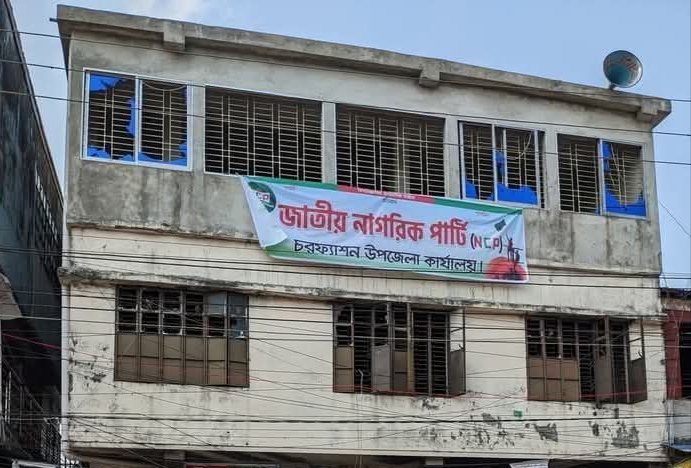 জাতীয় নাগরিক পার্টি (NCP)
চরফ্যাশন উপজেলা কার্যালয়।